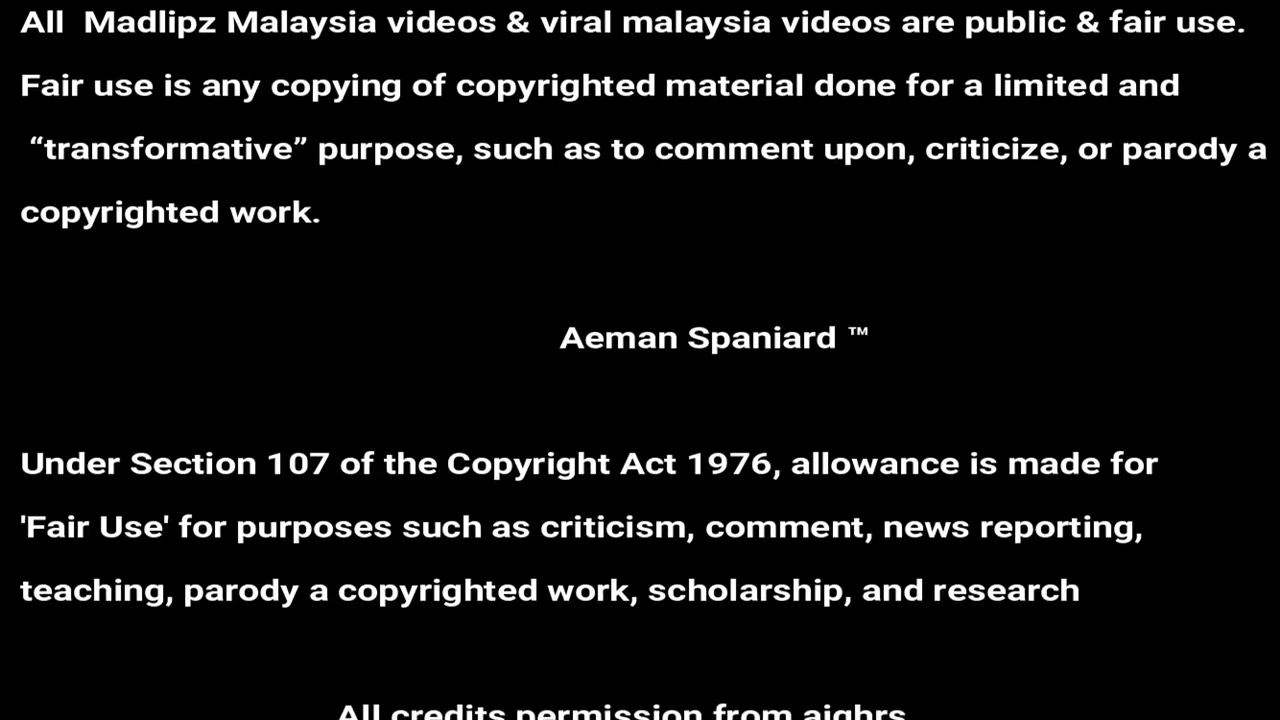 All  Madlipz Malaysia videos & viral malaysia videos are public & fair use.
Fair use is any copying of copyrighted material done for a limited and
“transformative” purpose, such as to comment upon, criticize, or parody a
copyrighted work.
Aeman Spaniard ™
Under Section 107 of the Copyright Act 1976, allowance is made for
'Fair Use' for purposes such as criticism, comment, news reporting,
teaching, parody a copyrighted work, scholarship, and research
All credits permission from